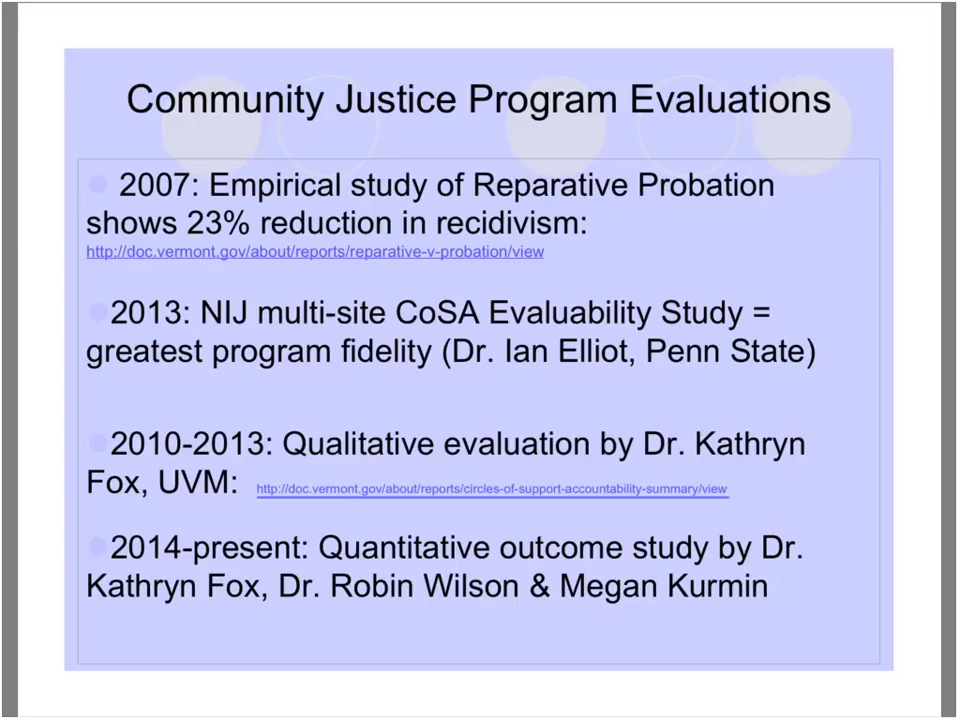 Community Justice Program Evaluations
2007: Empirical study of Reparative Probation
shows 23% reduction in recidivism:
http://doc.vermont.gov/about/reports/reparative-v-probation/view
2013: NIJ multi-site CoSA Evaluability Study =
greatest program fidelity (Dr. Ian Elliot, Penn State)
2010-2013: Qualitative evaluation by Dr. Kathryn
Fox, UVM: http://doc.vermont.gov/about/reports/circles-of-support-accountability-summary/view
2014-present: Quantitative outcome study by Dr.
Kathryn Fox, Dr. Robin Wilson & Megan Kurmin